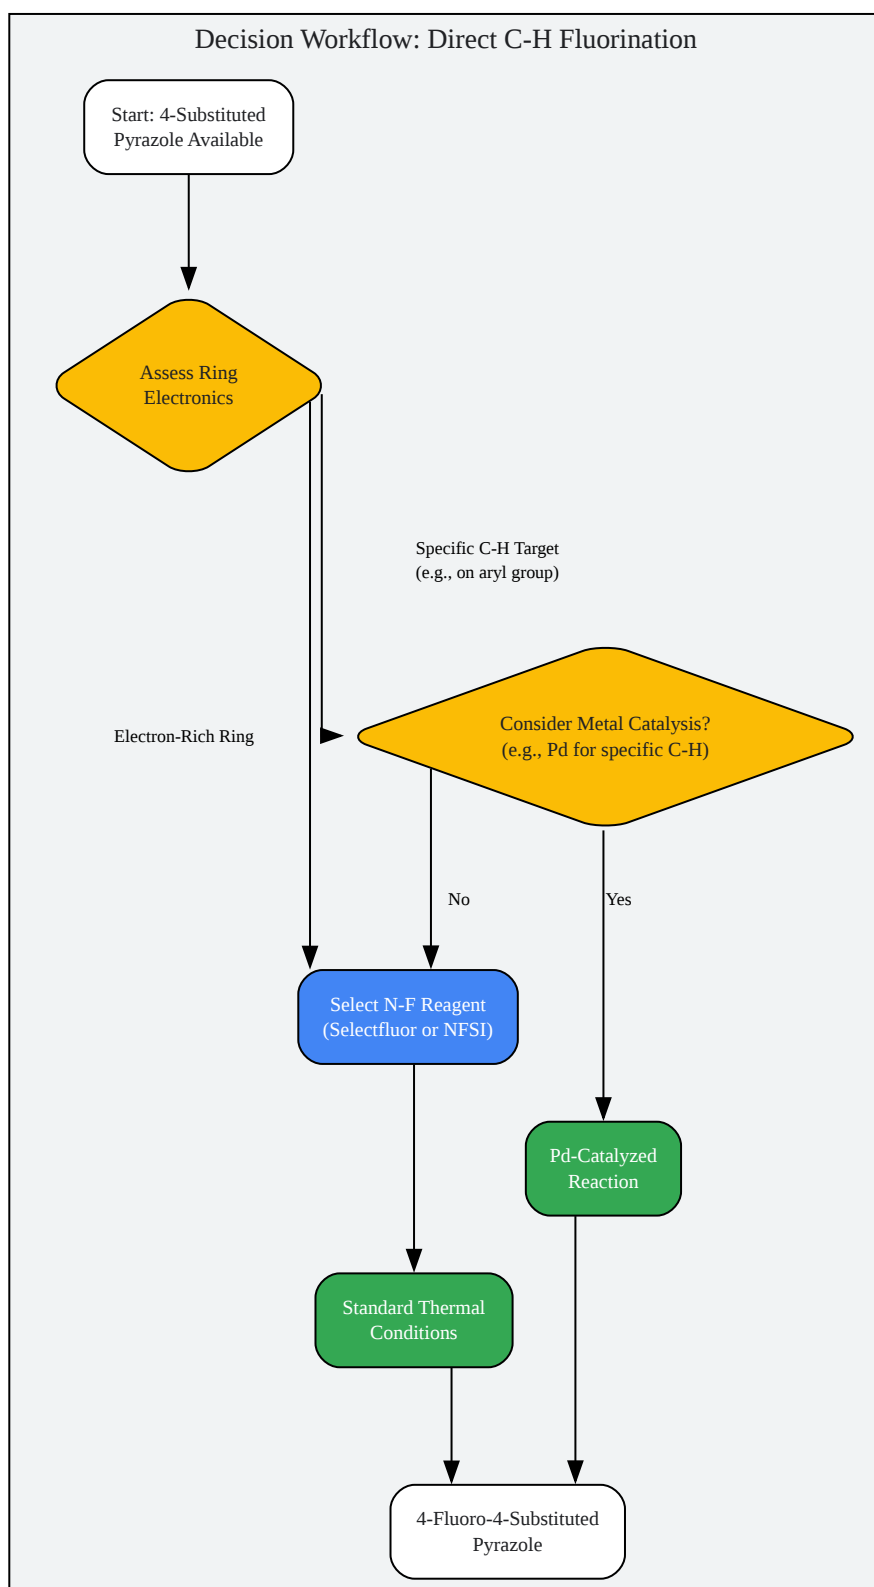 Decision Workflow: Direct C-H Fluorination
Start: 4-Substituted
Pyrazole Available
Assess Ring
Electronics
Specific C-H Target
(e.g., on aryl group)
Electron-Rich Ring
Consider Metal Catalysis?
(e.g., Pd for specific C-H)
No
Yes
Select N-F Reagent
(Selectfluor or NFSI)
Pd-Catalyzed
Reaction
Standard Thermal
Conditions
4-Fluoro-4-Substituted
Pyrazole